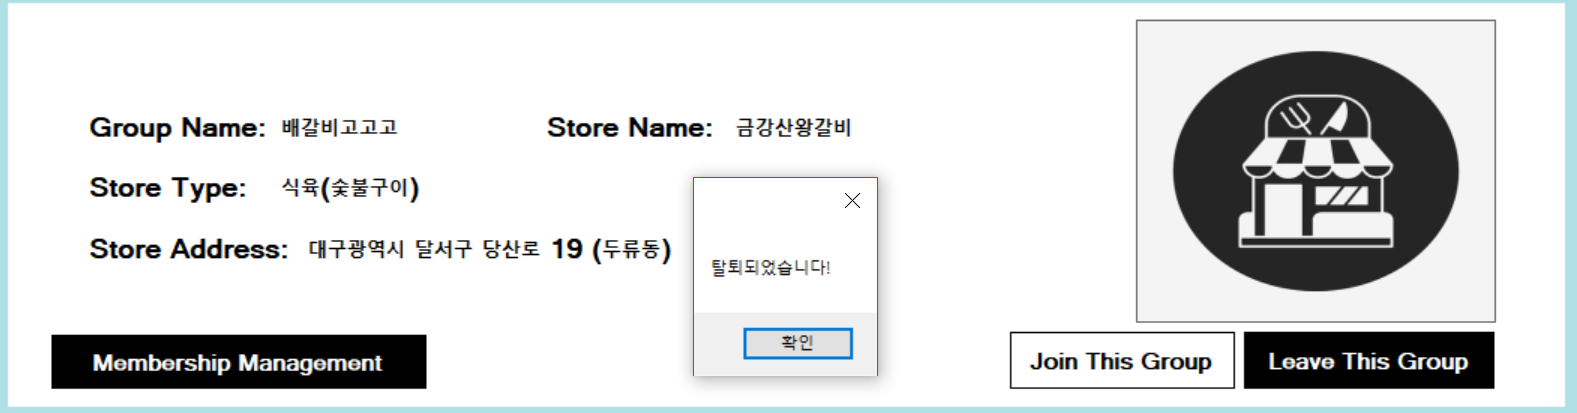 Group Name: 배갈비고고고
Store Name: 금강산왕갈비
Store Type: 식육(숯불구이)
Store Address: 대구광역시 달서구 당산로 19 (두류동)
탈퇴되었습니다!
확인
Membership Management
Join This Group
Leave This Group